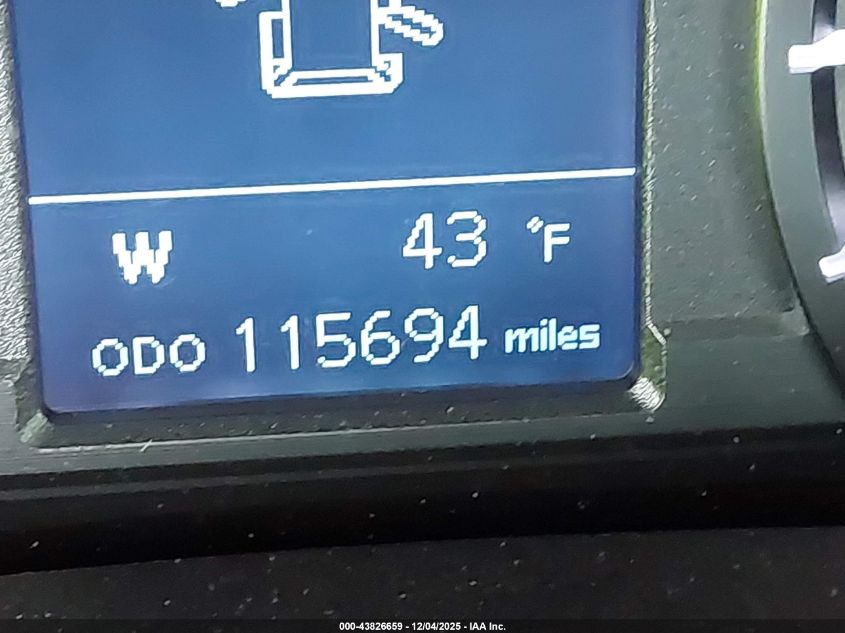 W 43 °F
ODO 115694 miles
000-43826659 - 12/04/2025 - IAA Inc.